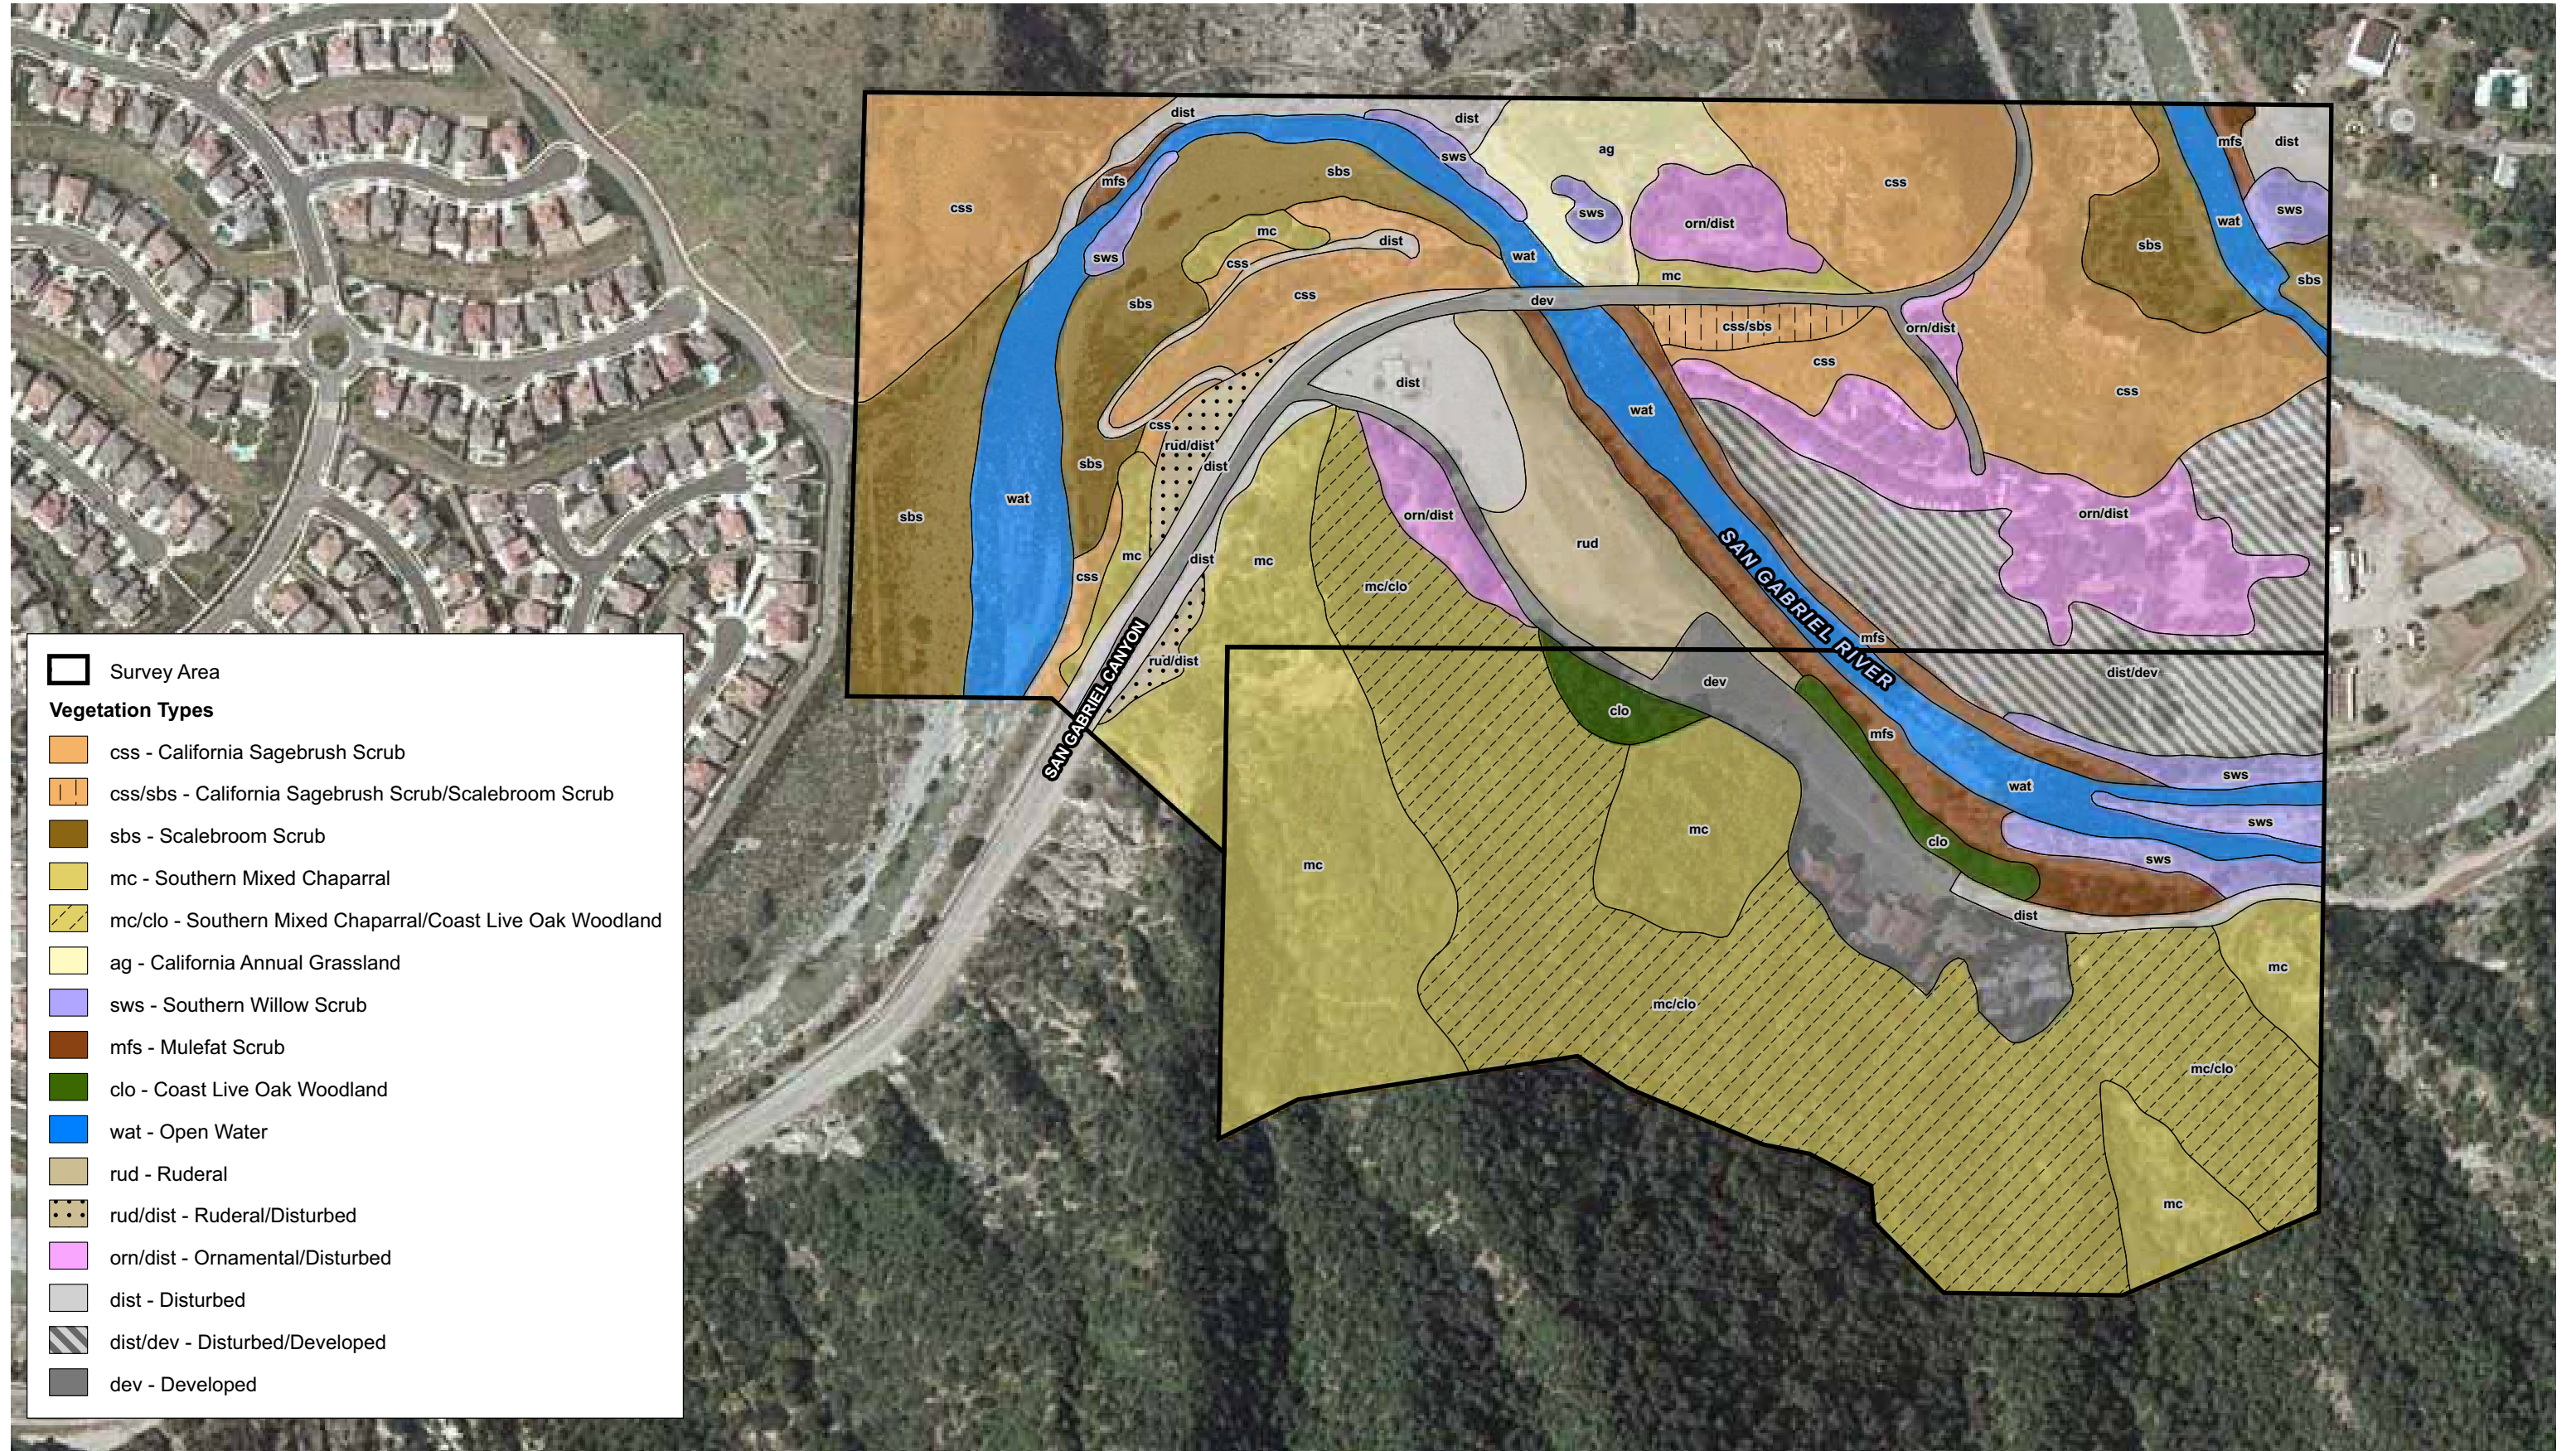 dist
dist
mfs
dist
ag
sws
mfs
sbs
css
css
orn/dist
sws
sws
mc
wat
dist
sbs
wat
sws
css
mc
sbs
css
sbs
dev
orn/dist
css/sbs
css
dist
css
wat
css
rud/dist
sbs
dist
wat
sbs
orn/dist
orn/dist
rud
mc
dist
mc
css
mc/clo
SAN GABRIEL RIVER
mfs
rud/dist
SAN GABRIEL CANYON
dist/dev
dev
clo
mfs
sws
wat
sws
mc
clo
sws
mc
dist
mc
mc/clo
mc/clo
mc
Survey Area
Vegetation Types
css - California Sagebrush Scrub
css/sbs - California Sagebrush Scrub/Scalebroom Scrub
sbs - Scalebroom Scrub
mc - Southern Mixed Chaparral
mc/clo - Southern Mixed Chaparral/Coast Live Oak Woodland
ag - California Annual Grassland
sws - Southern Willow Scrub
mfs - Mulefat Scrub
clo - Coast Live Oak Woodland
wat - Open Water
rud - Ruderal
rud/dist - Ruderal/Disturbed
orn/dist - Ornamental/Disturbed
dist - Disturbed
dist/dev - Disturbed/Developed
dev - Developed